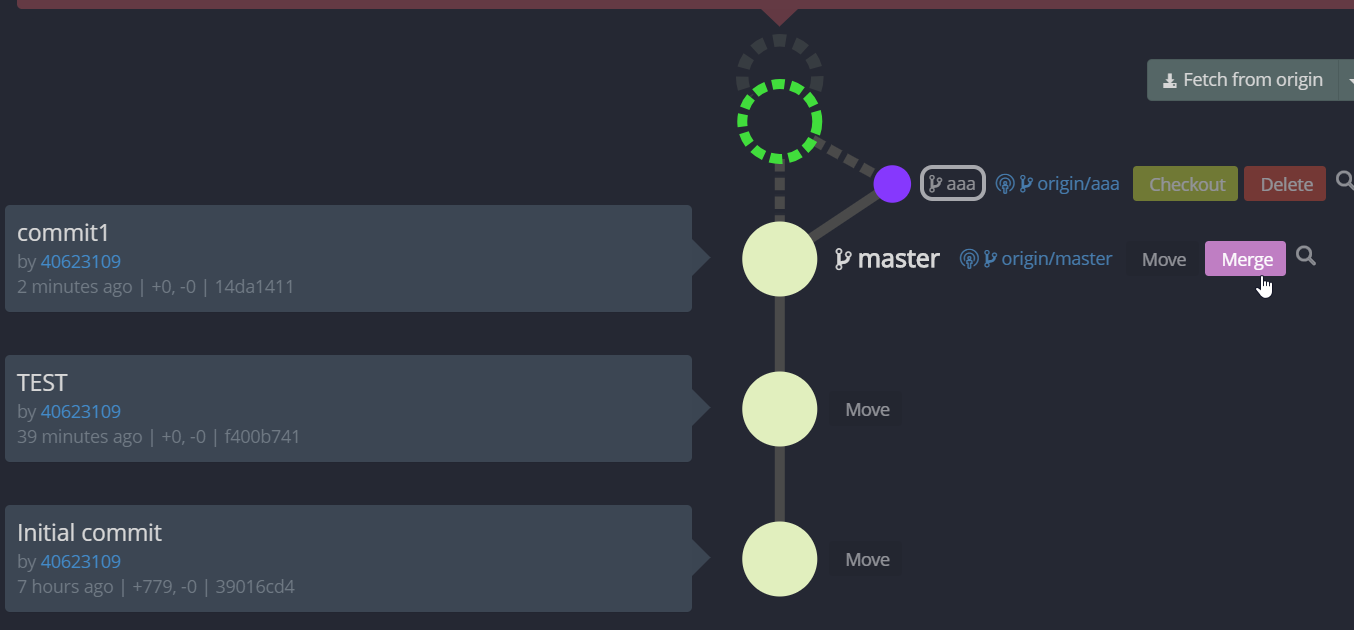 Fetch from origin
aaa origin/aaa Checkout Delete
commit1
by 40623109
2 minutes ago | +0, -0 | 14da1411
master origin/master Move Merge
TEST
by 40623109
39 minutes ago | +0, -0 | f400b741
Move
Initial commit
by 40623109
7 hours ago | +779, -0 | 39016cd4
Move